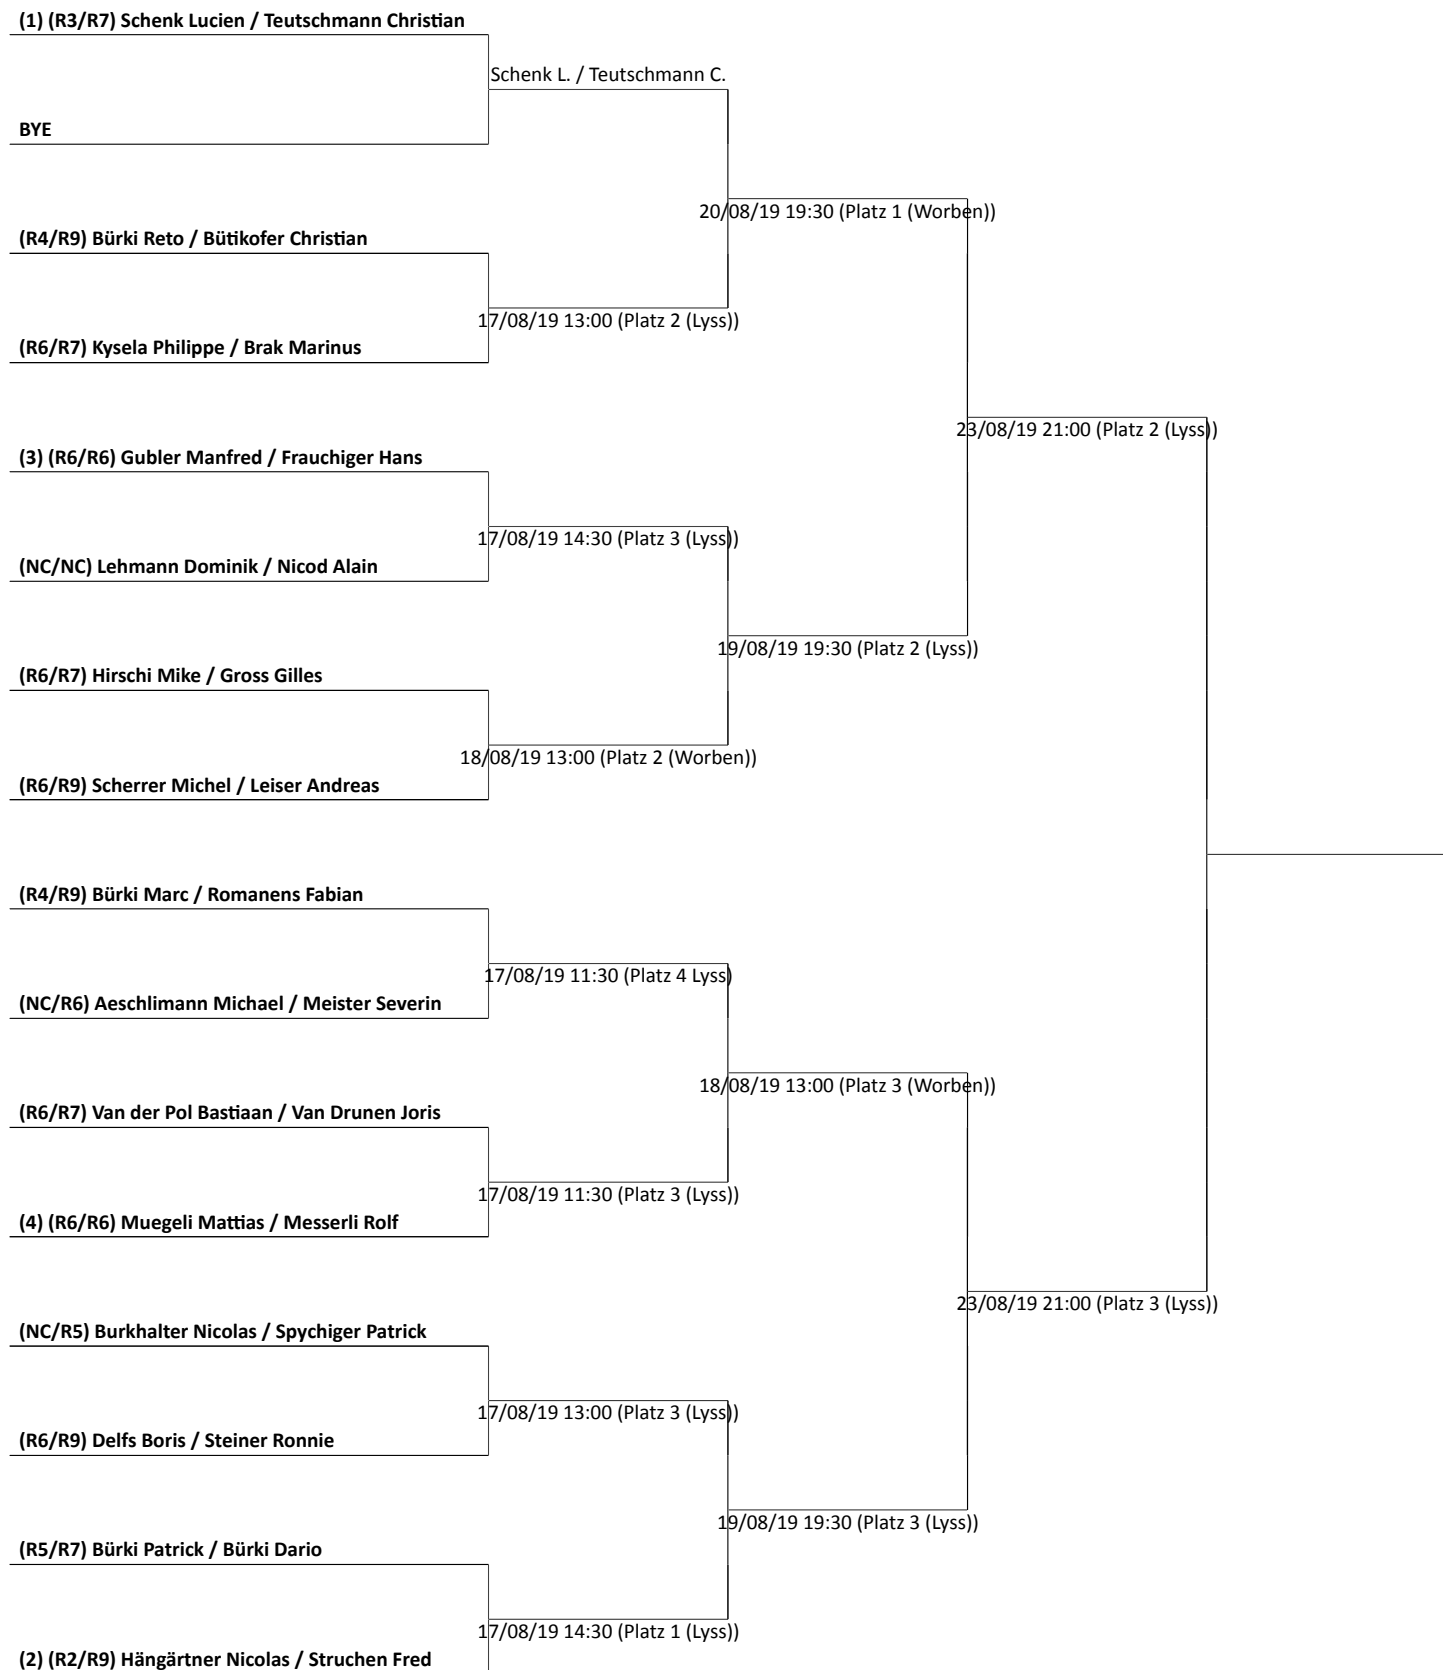 (1) (R3/R7) Schenk Lucien / Teutschmann Christian
Schenk L. / Teutschmann C.
BYE
20/08/19 19:30 (Platz 1 (Worben))
(R4/R9) Bürki Reto / Bütikofer Christian
17/08/19 13:00 (Platz 2 (Lyss))
(R6/R7) Kysela Philippe / Brak Marinus
23/08/19 21:00 (Platz 2 (Lyss))
(3) (R6/R6) Gubler Manfred / Frauchiger Hans
17/08/19 14:30 (Platz 3 (Lyss))
(NC/NC) Lehmann Dominik / Nicod Alain
19/08/19 19:30 (Platz 2 (Lyss))
(R6/R7) Hirschi Mike / Gross Gilles
18/08/19 13:00 (Platz 2 (Worben))
(R6/R9) Scherrer Michel / Leiser Andreas
(R4/R9) Bürki Marc / Romanens Fabian
17/08/19 11:30 (Platz 4 Lyss)
(NC/R6) Aeschlimann Michael / Meister Severin
18/08/19 13:00 (Platz 3 (Worben))
(R6/R7) Van der Pol Bastiaan / Van Drunen Joris
17/08/19 11:30 (Platz 3 (Lyss))
(4) (R6/R6) Muegeli Mattias / Messerli Rolf
23/08/19 21:00 (Platz 3 (Lyss))
(NC/R5) Burkhalter Nicolas / Spychiger Patrick
17/08/19 13:00 (Platz 3 (Lyss))
(R6/R9) Delfs Boris / Steiner Ronnie
19/08/19 19:30 (Platz 3 (Lyss))
(R5/R7) Bürki Patrick / Bürki Dario
17/08/19 14:30 (Platz 1 (Lyss))
(2) (R2/R9) Hängärtner Nicolas / Struchen Fred